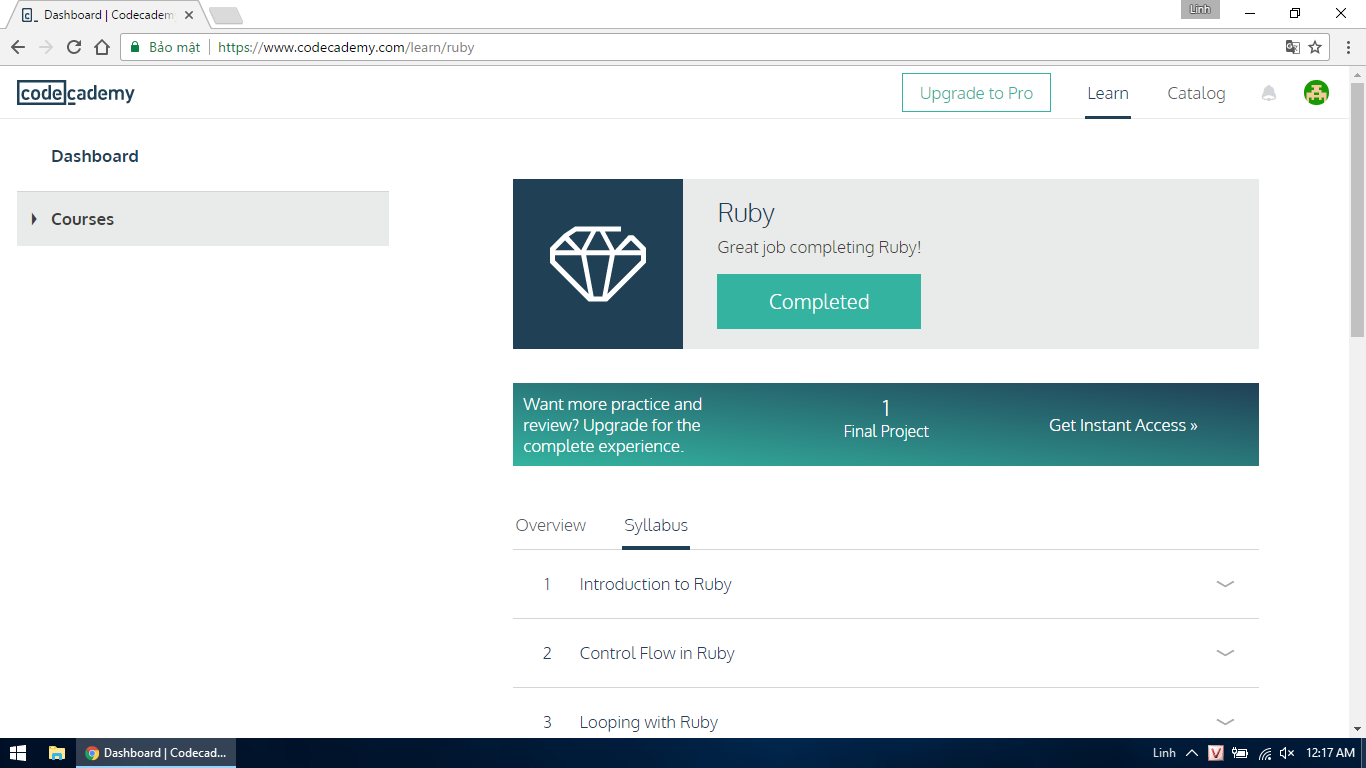 Dashboard | Codecadem
Linh
Bảo mật
https://www.codecademy.com/learn/ruby
codecademy
Upgrade to Pro
Learn
Catalog
Dashboard
Courses
Ruby
Great job completing Ruby!
Completed
Want more practice and
review? Upgrade for the
complete experience.
1
Final Project
Get Instant Access »
Overview
Syllabus
1 Introduction to Ruby
2 Control Flow in Ruby
3 Looping with Ruby
Dashboard | Codecad...
Linh
V
12:17 AM